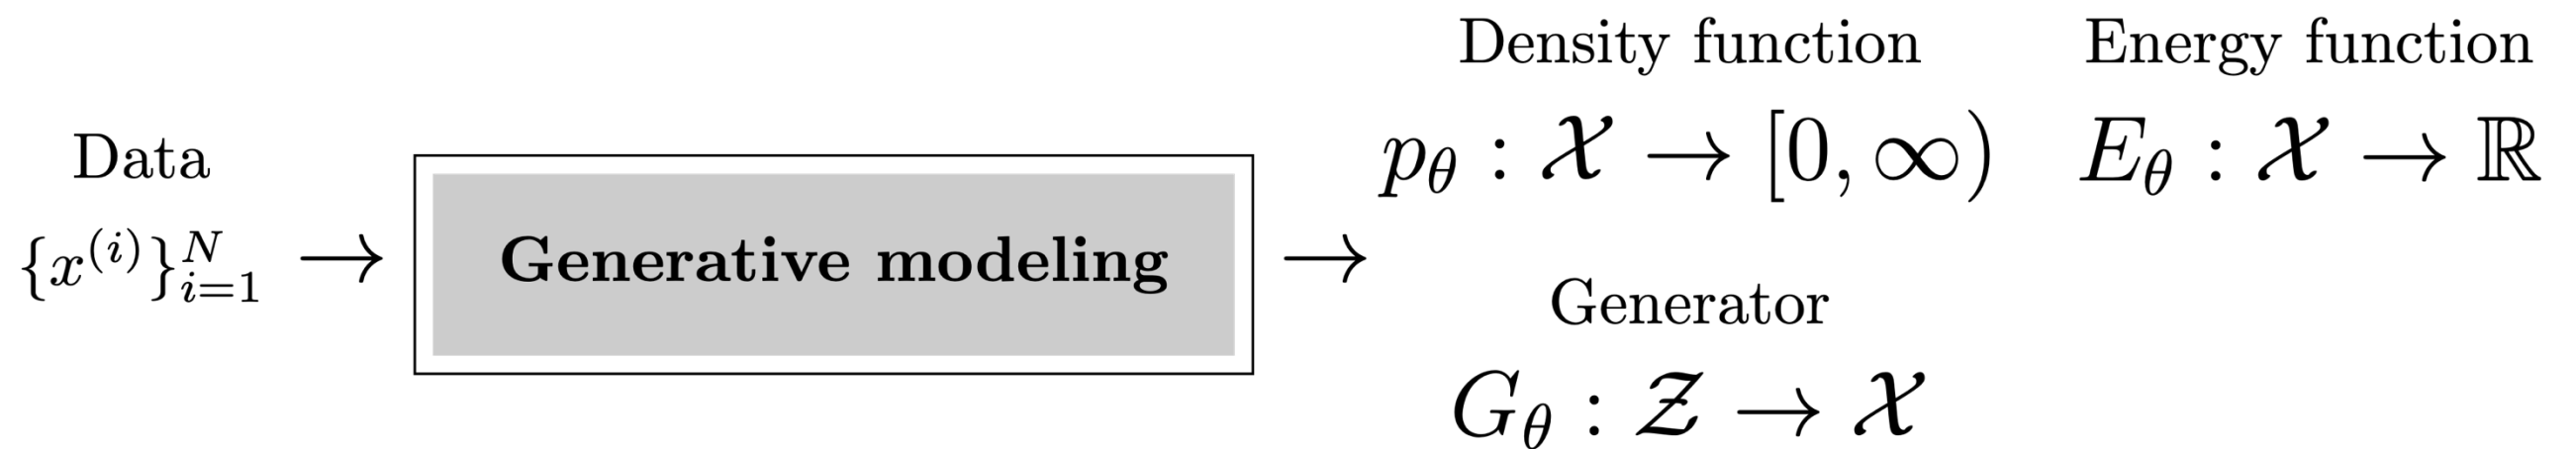 Data
{x^{(i)}}_{i=1}^{N} →
Generative modeling
→
Density function
p_θ : 𝒳 → [0, ∞)
Energy function
E_θ : 𝒳 → ℝ
Generator
G_θ : 𝒵 → 𝒳